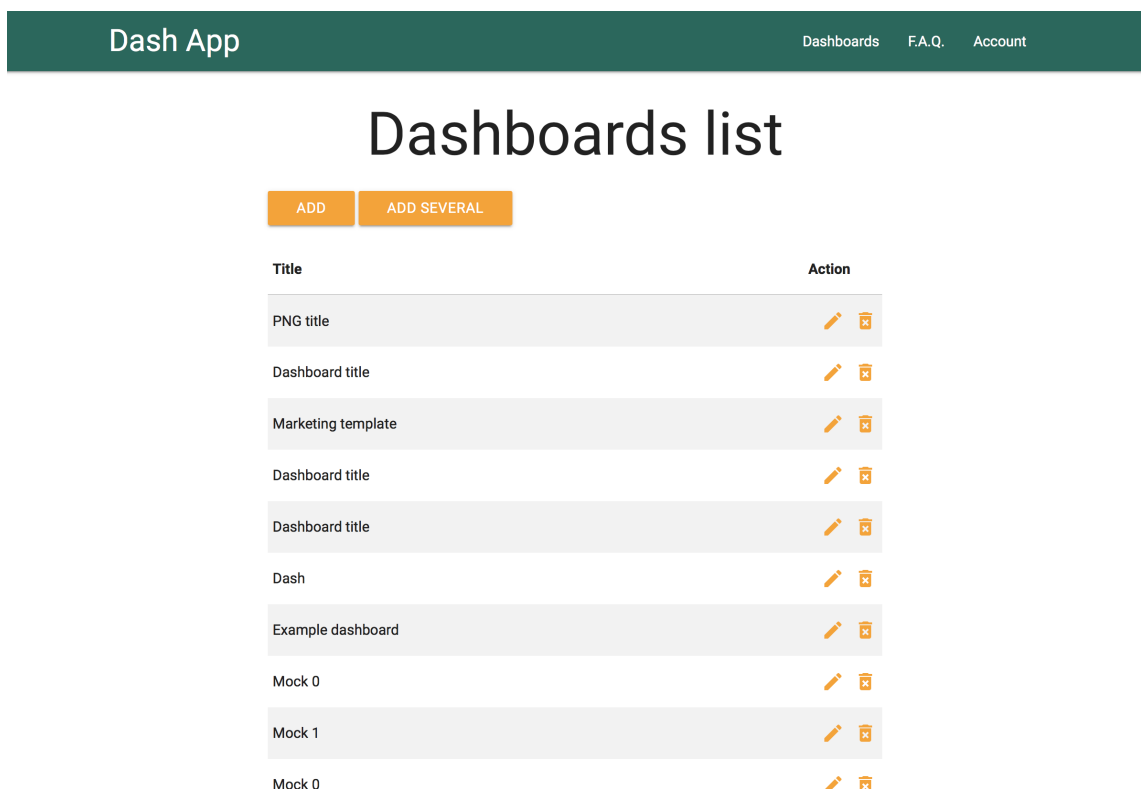 Dash App
Dashboards F.A.Q. Account
Dashboards list
ADD ADD SEVERAL
Title Action
PNG title
Dashboard title
Marketing template
Dashboard title
Dashboard title
Dash
Example dashboard
Mock 0
Mock 1
Mock 0